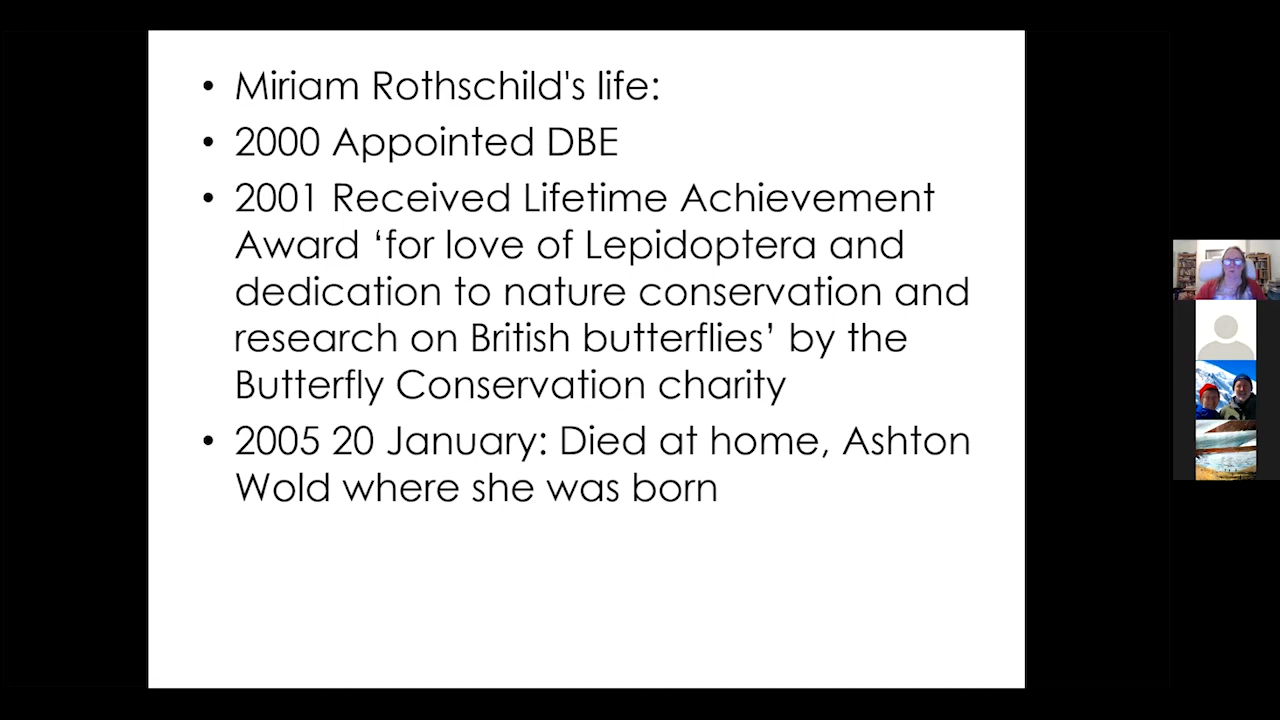 • Miriam Rothschild's life:
• 2000 Appointed DBE
• 2001 Received Lifetime Achievement
Award ‘for love of Lepidoptera and
dedication to nature conservation and
research on British butterflies’ by the
Butterfly Conservation charity
• 2005 20 January: Died at home, Ashton
Wold where she was born